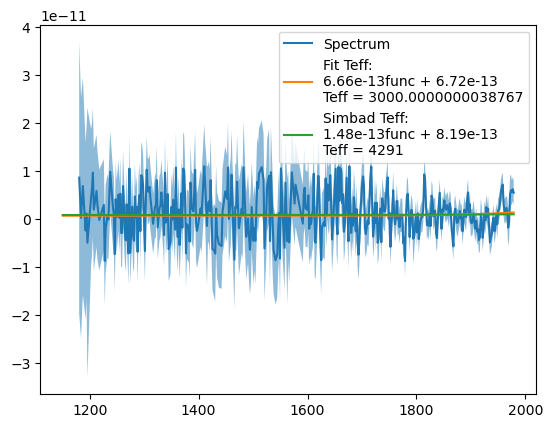 1e−11
4
3
2
1
0
−1
−2
−3
Spectrum
Fit Teff:
6.66e-13func + 6.72e-13
Teff = 3000.0000000038767
Simbad Teff:
1.48e-13func + 8.19e-13
Teff = 4291
1200
1400
1600
1800
2000